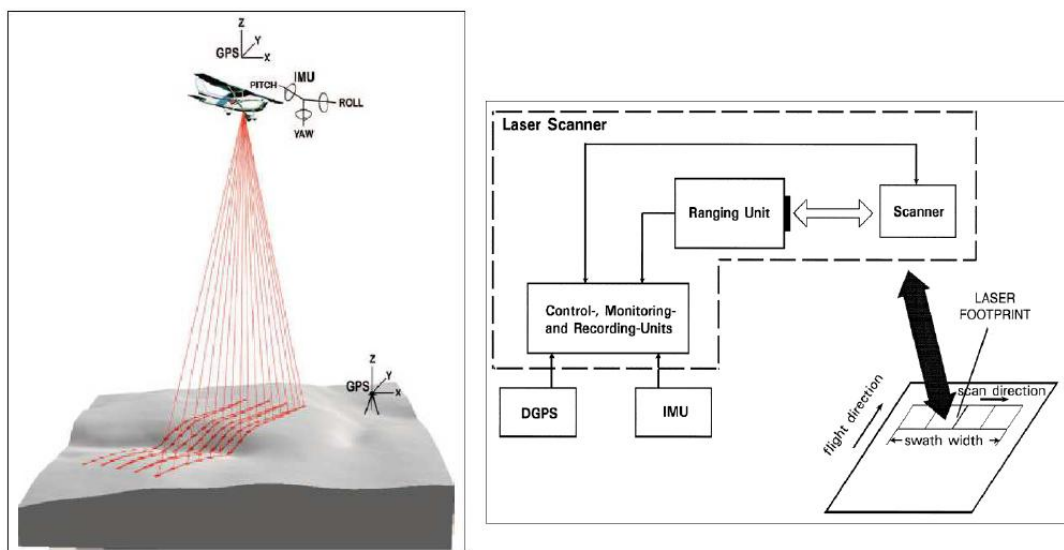 Z
Y
GPS
X
IMU
PITCH
ROLL
YAW
Z
Y
GPS
X
Laser Scanner
Ranging Unit
Scanner
Control-, Monitoring-
and Recording-Units
DGPS
IMU
LASER
FOOTPRINT
scan direction
flight direction
swath width